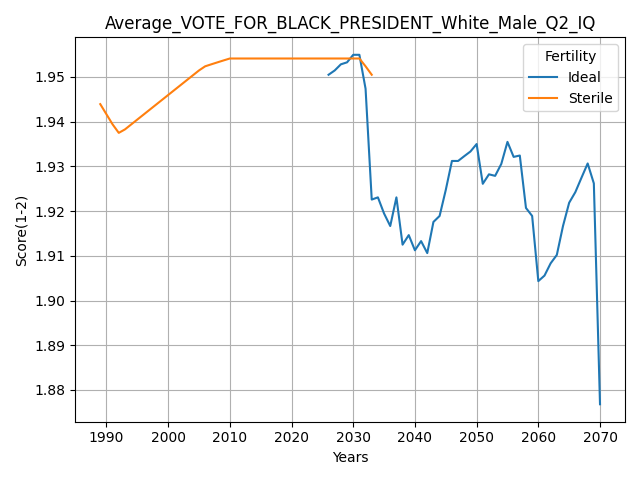 Average_VOTE_FOR_BLACK_PRESIDENT_White_Male_Q2_IQ
Fertility
Ideal
Sterile
Score(1-2)
1.95
1.94
1.93
1.92
1.91
1.90
1.89
1.88
1990 2000 2010 2020 2030 2040 2050 2060 2070
Years